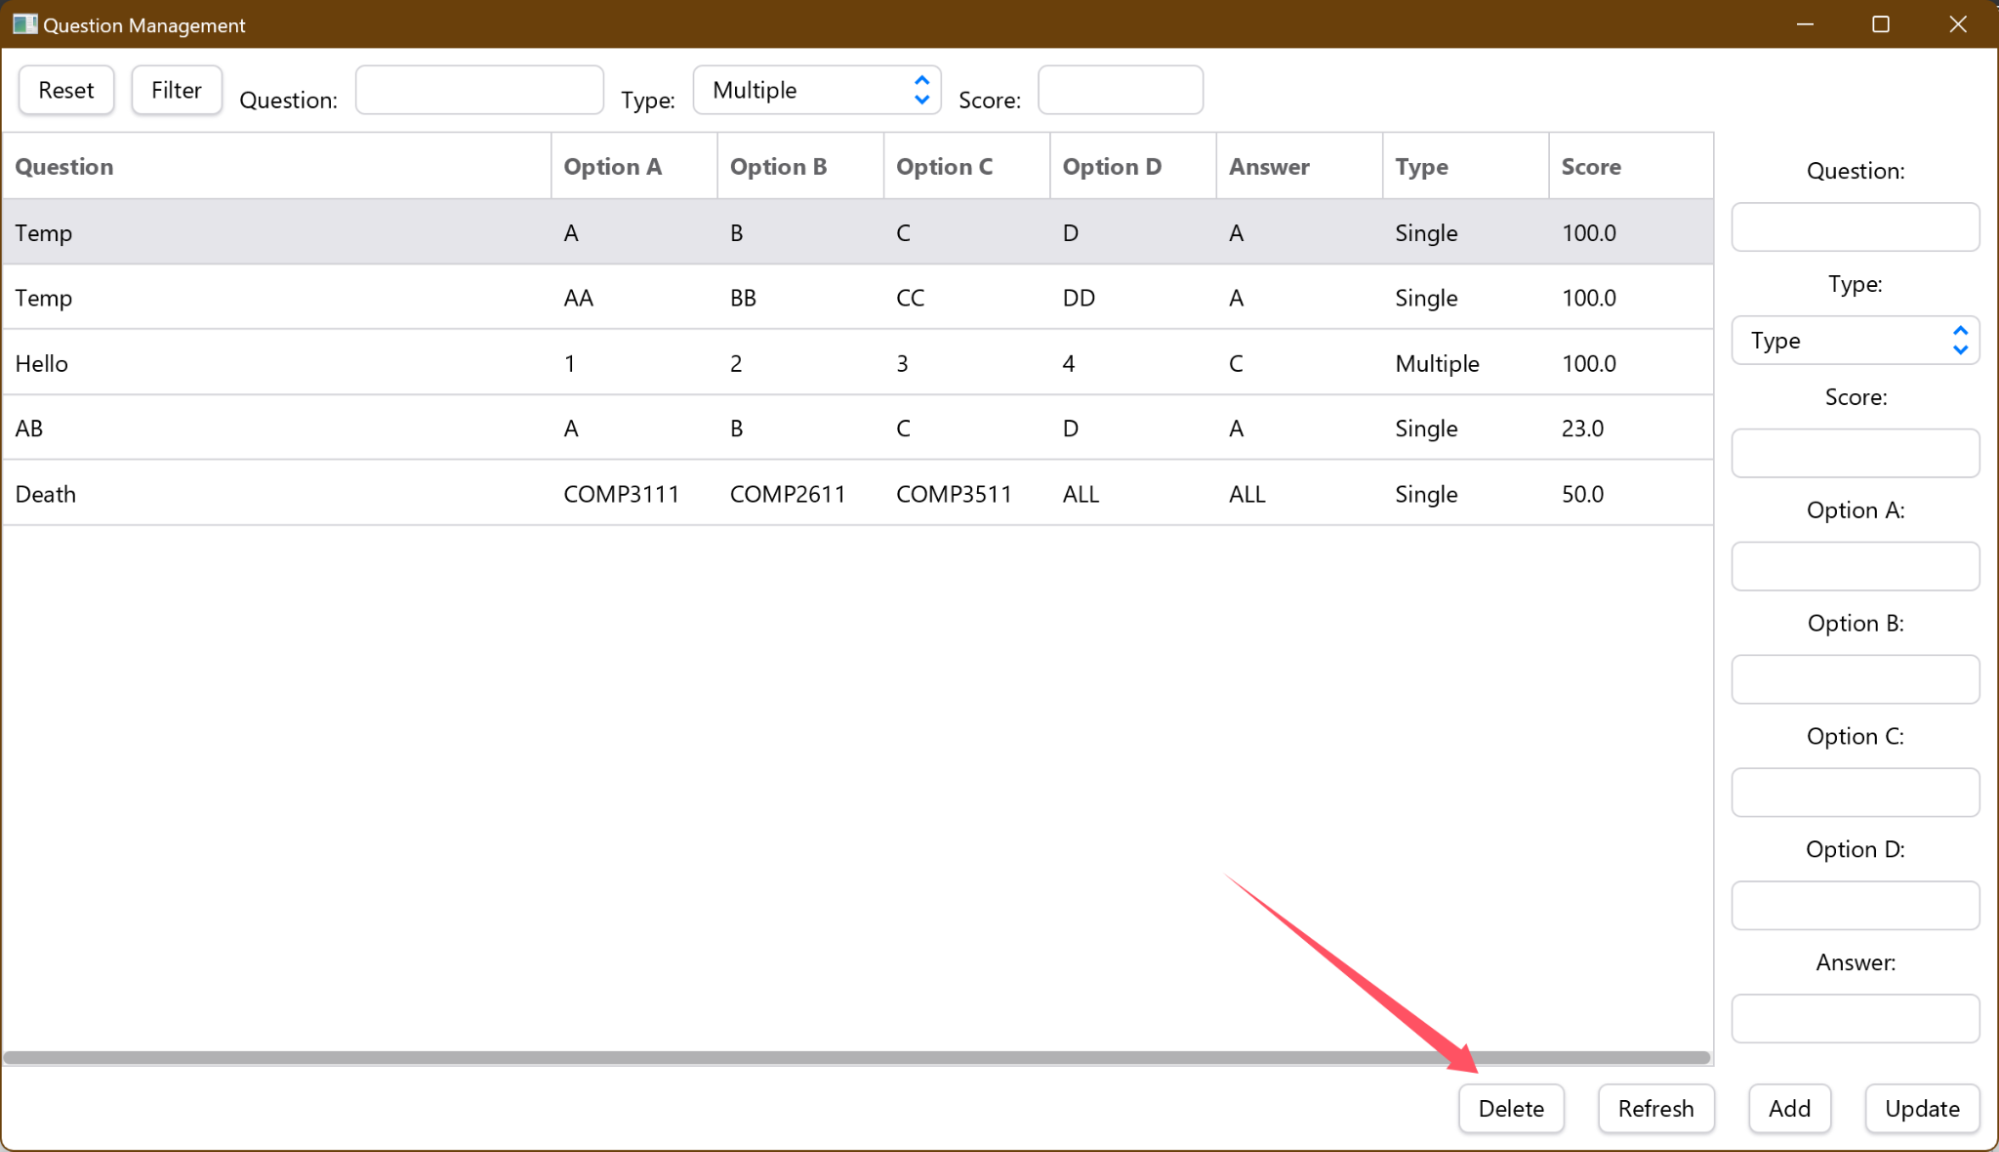 Question Management
Reset Filter Question: Type: Multiple Score:
Question Option A Option B Option C Option D Answer Type Score
Temp A B C D A Single 100.0
Temp AA BB CC DD A Single 100.0
Hello 1 2 3 4 C Multiple 100.0
AB A B C D A Single 23.0
Death COMP3111 COMP2611 COMP3511 ALL ALL Single 50.0
Question:
Type:
Type
Score:
Option A:
Option B:
Option C:
Option D:
Answer:
Delete Refresh Add Update